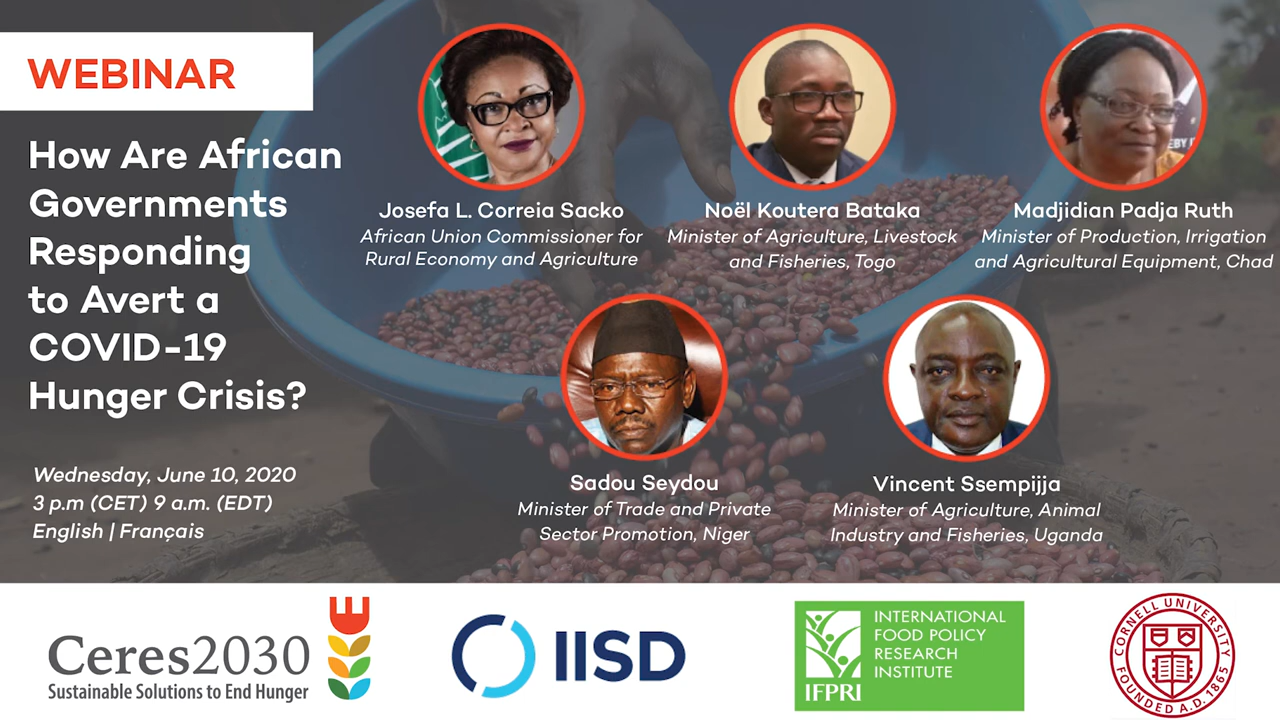 WEBINAR
How Are African
Governments
Responding
to Avert a
COVID-19
Hunger Crisis?
Wednesday, June 10, 2020
3 p.m (CET) 9 a.m. (EDT)
English | Français
Josefa L. Correia Sacko
African Union Commissioner for
Rural Economy and Agriculture
Noël Koutera Bataka
Minister of Agriculture, Livestock
and Fisheries, Togo
Madjidian Padja Ruth
Minister of Production, Irrigation
and Agricultural Equipment, Chad
EBY
Sadou Seydou
Minister of Trade and Private
Sector Promotion, Niger
Vincent Ssempijja
Minister of Agriculture, Animal
Industry and Fisheries, Uganda
Ceres2030
Sustainable Solutions to End Hunger
IISD
IFPRI
INTERNATIONAL
FOOD POLICY
RESEARCH
INSTITUTE
CORNELL UNIVERSITY
FOUNDED A.D. 1865